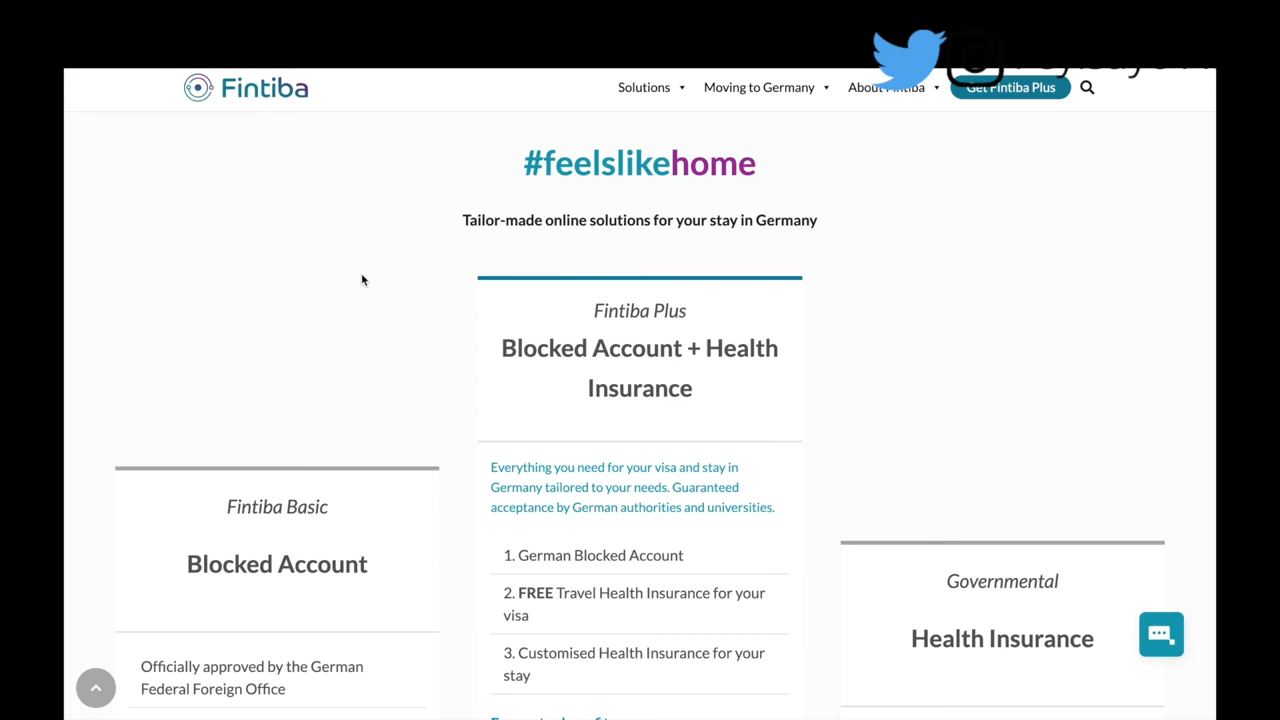 Fintiba
Solutions
Moving to Germany
About Fintiba
Get Fintiba Plus
#feelslikehome
Tailor-made online solutions for your stay in Germany
Fintiba Plus
Blocked Account + Health
Insurance
Everything you need for your visa and stay in
Germany tailored to your needs. Guaranteed
acceptance by German authorities and universities.
1. German Blocked Account
2. FREE Travel Health Insurance for your
visa
3. Customised Health Insurance for your
stay
Fintiba Basic
Blocked Account
Officially approved by the German
Federal Foreign Office
Governmental
Health Insurance